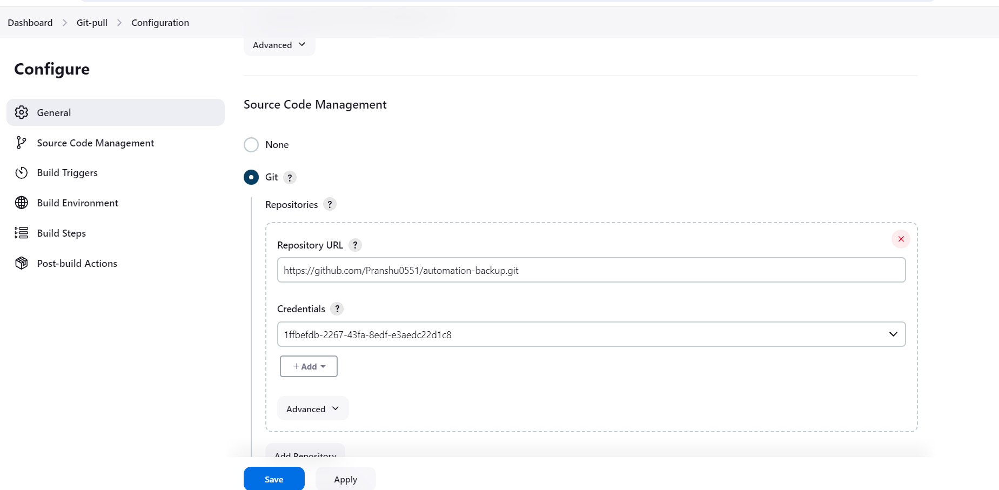 Dashboard > Git-pull > Configuration
Advanced
Configure
General
Source Code Management
Build Triggers
Build Environment
Build Steps
Post-build Actions
Source Code Management
None
Git ?
Repositories ?
Repository URL ?
https://github.com/Pranshu0551/automation-backup.git
Credentials ?
1ffbefdb-2267-43fa-8edf-e3aedc22d1c8
+ Add
Advanced
Add Repository
Save Apply